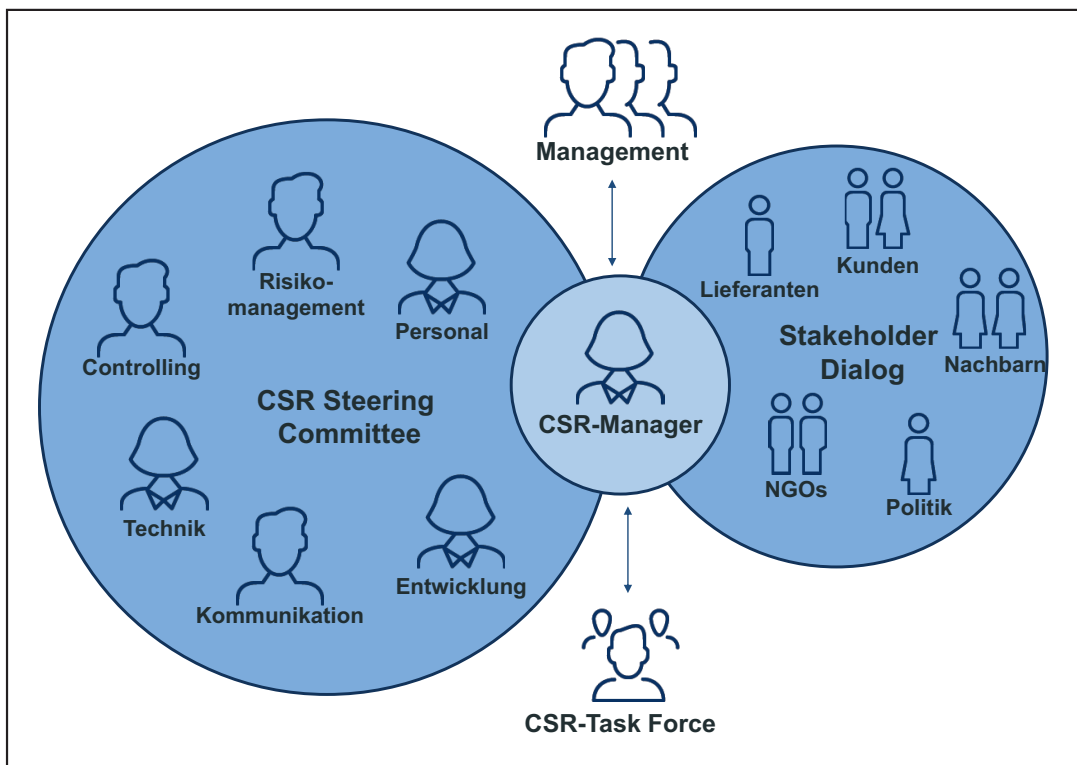 Management
Risiko-
management
Personal
Controlling
CSR Steering
Committee
Technik
Kommunikation
Entwicklung
CSR-Manager
Lieferanten
Kunden
Nachbarn
Stakeholder
Dialog
NGOs
Politik
CSR-Task Force